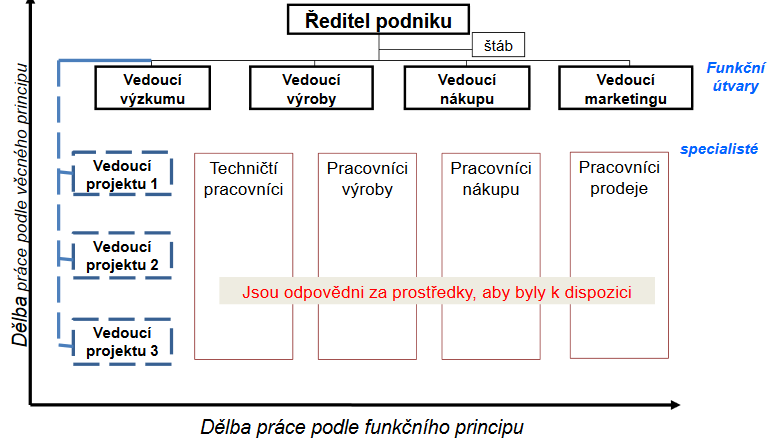 Ředitel podniku
štáb
Vedoucí
výzkumu
Vedoucí
výroby
Vedoucí
nákupu
Vedoucí
marketingu
Funkční
útvary
specialisté
Vedoucí
projektu 1
Techničtí
pracovníci
Pracovníci
výroby
Pracovníci
nákupu
Pracovníci
prodeje
Vedoucí
projektu 2
Jsou odpovědni za prostředky, aby byly k dispozici
Vedoucí
projektu 3
Dělba práce podle věcného principu
Dělba práce podle funkčního principu